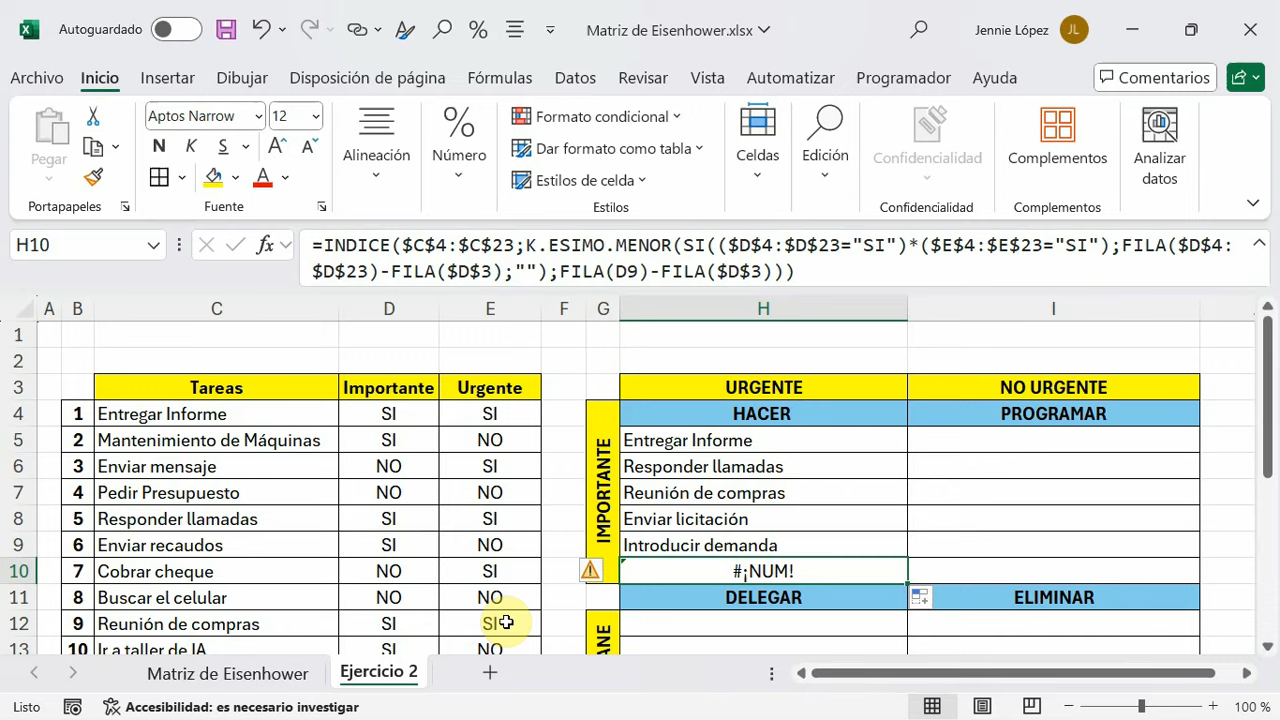 Autoguardado
Matriz de Eisenhower.xlsx
Jennie López
JL
Archivo
Inicio
Insertar
Dibujar
Disposición de página
Fórmulas
Datos
Revisar
Vista
Automatizar
Programador
Ayuda
Comentarios
Pegar
Portapapeles
Aptos Narrow
12
N K S A A
A
Fuente
Alineación
%
Número
Formato condicional
Dar formato como tabla
Estilos de celda
Estilos
Celdas
Edición
Confidencialidad
Confidencialidad
Complementos
Complementos
Analizar
datos
H10
fx
=INDICE($C$4:$C$23;K.ESIMO.MENOR(SI(($D$4:$D$23="SI")*($E$4:$E$23="SI");FILA($D$4:
$D$23)-FILA($D$3);"");FILA(D9)-FILA($D$3)))
A B C D E F G H I
1
2
3 Tareas Importante Urgente URGENTE NO URGENTE
4 1 Entregar Informe SI SI HACER PROGRAMAR
5 2 Mantenimiento de Máquinas SI NO Entregar Informe
6 3 Enviar mensaje NO SI Responder llamadas
7 4 Pedir Presupuesto NO NO Reunión de compras
8 5 Responder llamadas SI SI Enviar licitación
9 6 Enviar recaudos SI NO Introducir demanda
10 7 Cobrar cheque NO SI #¡NUM!
11 8 Buscar el celular NO NO DELEGAR ELIMINAR
12 9 Reunión de compras SI SI
13 10 Ir a taller de IA SI NO
IMPORTANTE
ANE
Matriz de Eisenhower
Ejercicio 2
Listo
Accesibilidad: es necesario investigar
100 %